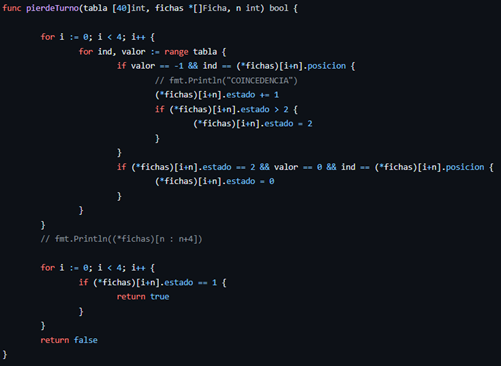 func pierdeTurno(tabla [40]int, fichas *[]Ficha, n int) bool {
for i := 0; i < 4; i++ {
for ind, valor := range tabla {
if valor == -1 && ind == (*fichas)[i+n].posicion {
// fmt.Println("COINCEDENCIA")
(*fichas)[i+n].estado += 1
if (*fichas)[i+n].estado > 2 {
(*fichas)[i+n].estado = 2
}
}
if (*fichas)[i+n].estado == 2 && valor == 0 && ind == (*fichas)[i+n].posicion {
(*fichas)[i+n].estado = 0
}
}
}
// fmt.Println((*fichas)[n : n+4])
for i := 0; i < 4; i++ {
if (*fichas)[i+n].estado == 1 {
return true
}
}
return false
}